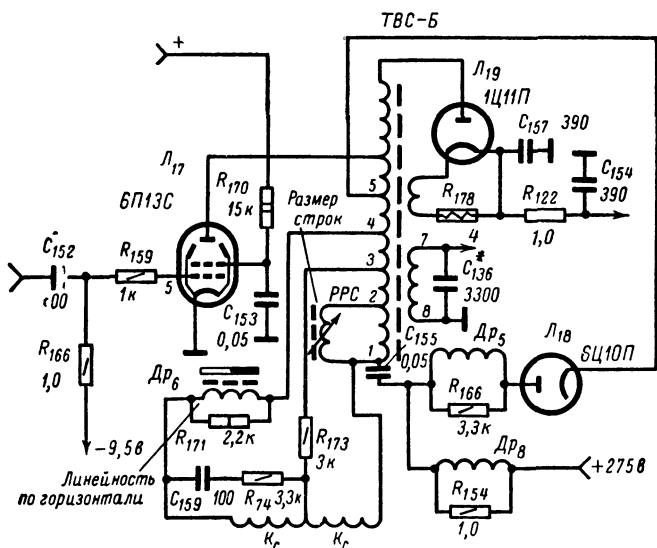 ТВС-Б
+
Л₁₉
1Ц11П
C₁₅₇ 390
C₁₅₄
390
Л₁₇
6П13С
R₁₇₀
15к
Размер
строк
5
R₁₇₈
4
R₁₂₂
1,0
C₁₅₂
R₁₅₉
1к
5
4
3
2
1
РРС
C₁₅₃
0,05
7
8
C₁₃₆*
3300
C₁₅₅
0,05
Др₅
Л₁₈
6Ц10П
R₁₆₆
1,0
Др₆
R₁₆₆
3,3к
R₁₇₁
2,2к
R₁₇₃
3к
-9,5в
Линейность
по горизонтали
Др₈
+275в
C₁₅₉
100
R₇₄
3,3к
R₁₅₄
1,0
Kс
Kс